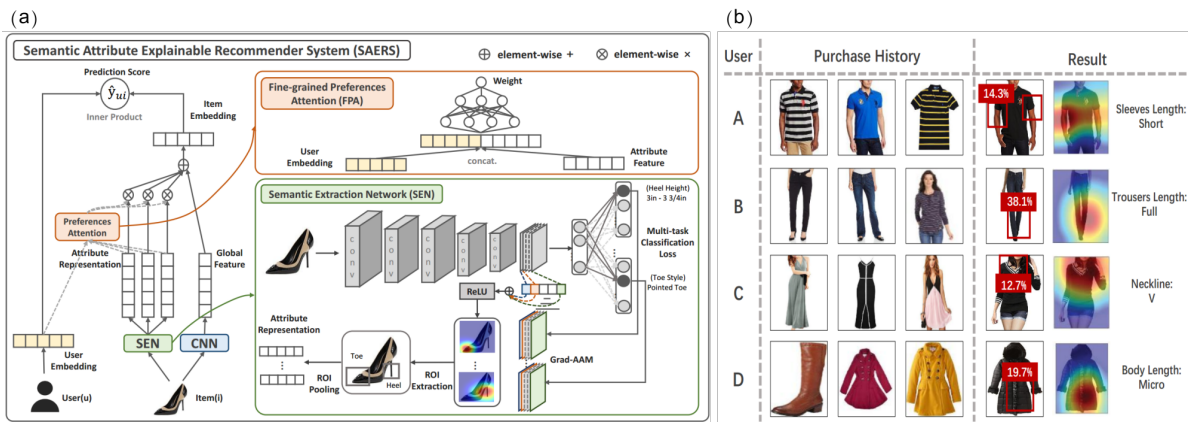 (a)
Semantic Attribute Explainable Recommender System (SAERS)
⊕ element-wise +
⊗ element-wise ×
Prediction Score
ŷui
Inner Product
Item
Embedding
Preferences
Attention
Attribute
Representation
Global
Feature
SEN
CNN
User
Embedding
User(u)
Item(i)
Fine-grained Preferences
Attention (FPA)
Weight
User
Embedding
concat.
Attribute
Feature
Semantic Extraction Network (SEN)
conv
conv
conv
conv
conv
(Heel Height)
3in - 3 3/4in
Multi-task
Classification
Loss
(Toe Style)
Pointed Toe
ReLU
Grad-AAM
Attribute
Representation
ROI
Pooling
Toe
Heel
ROI
Extraction
(b)
User
Purchase History
Result
A
14.3%
Sleeves Length:
Short
B
38.1%
Trousers Length:
Full
C
12.7%
Neckline:
V
D
19.7%
Body Length:
Micro